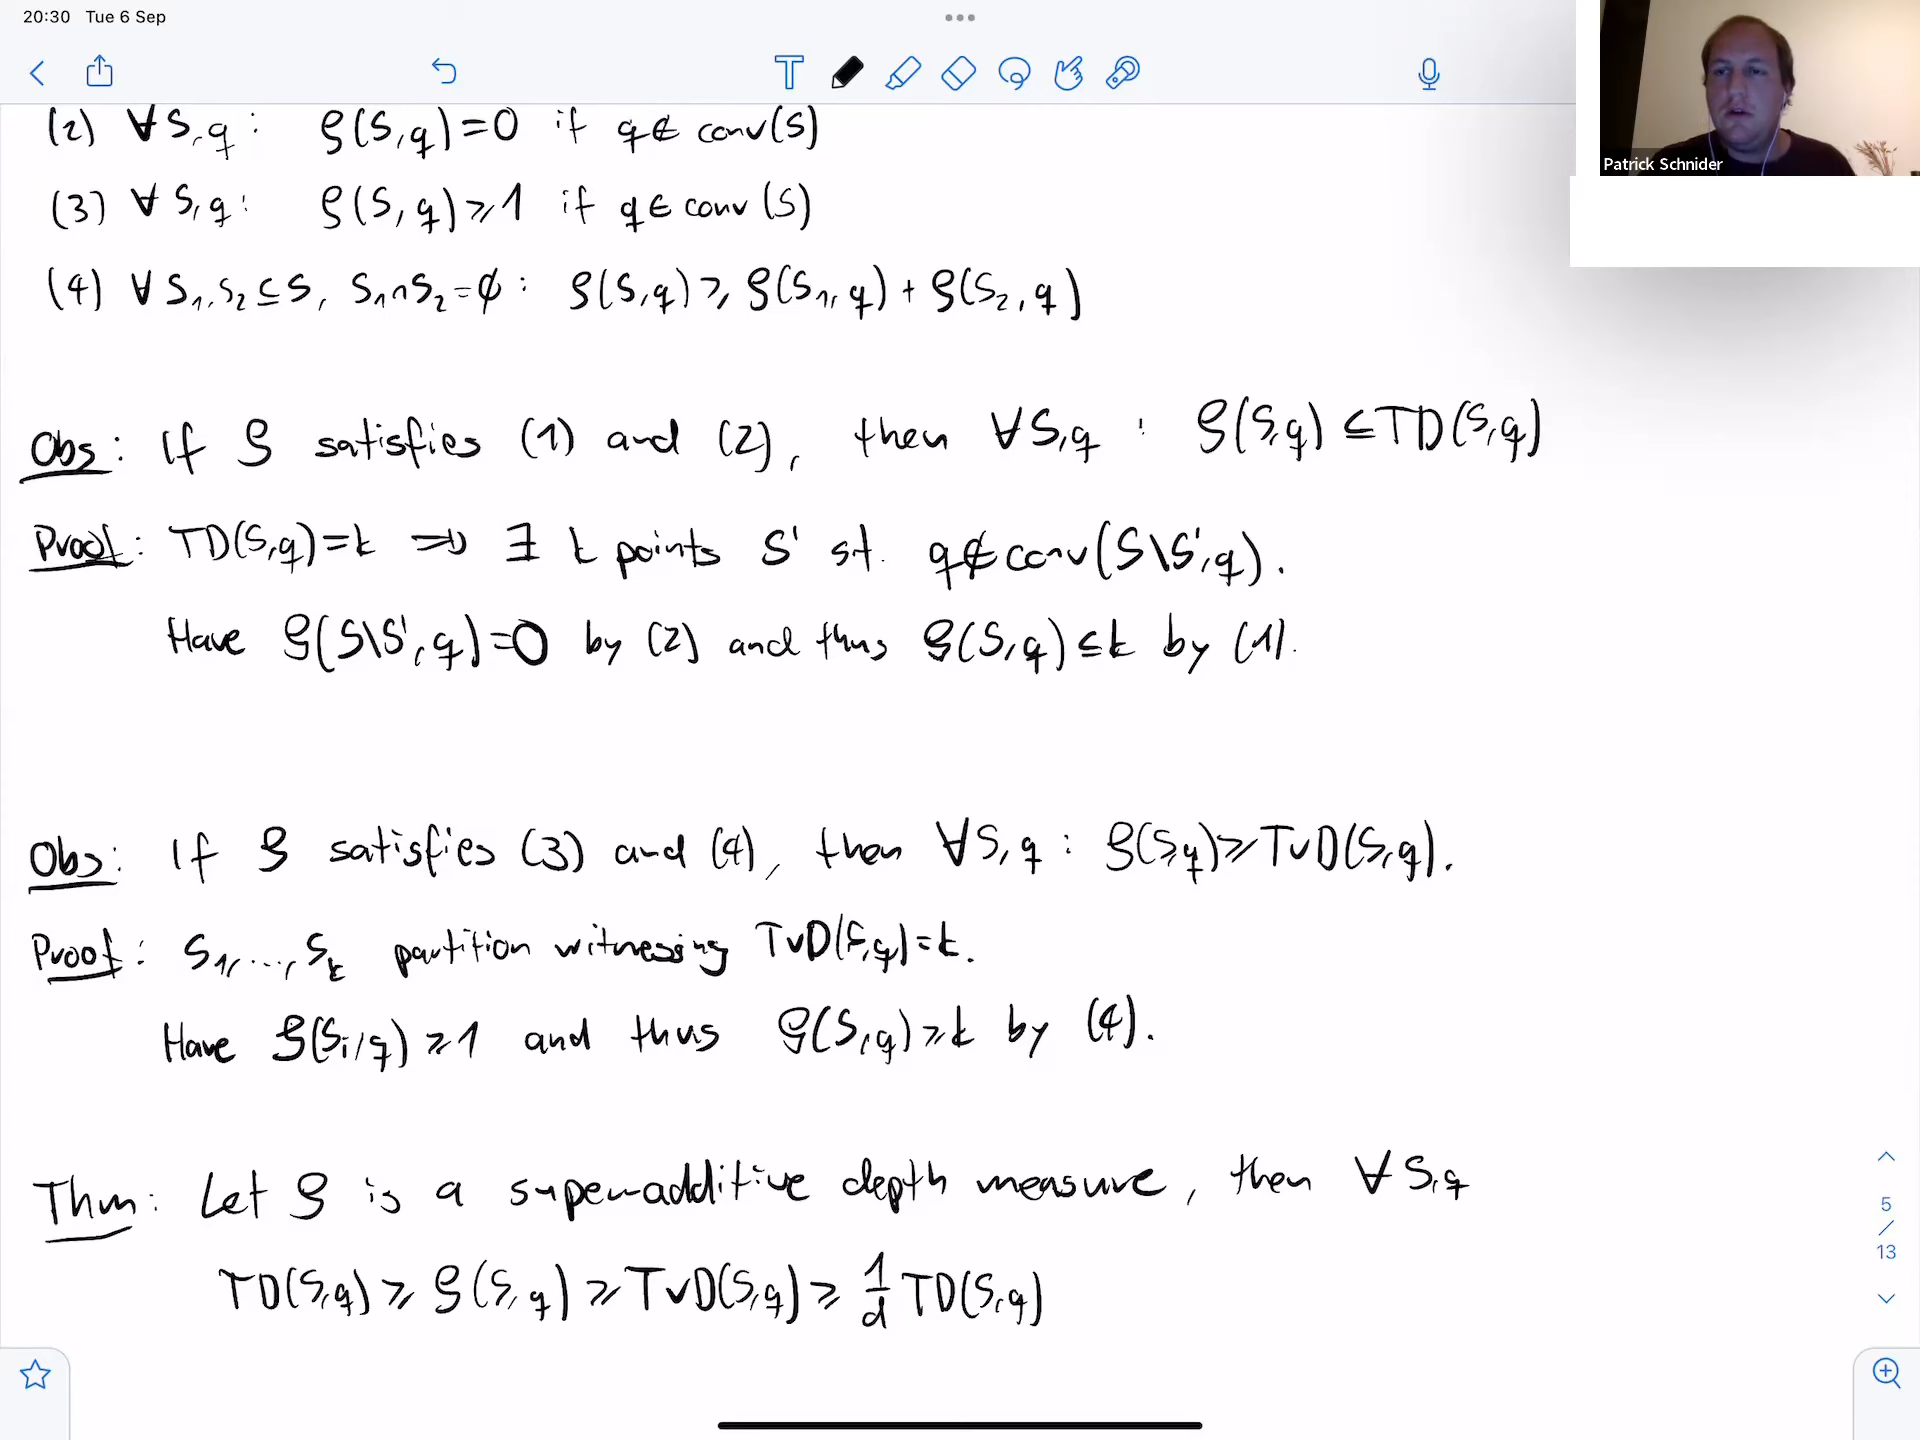 20:30 Tue 6 Sep
Patrick Schnider
(2) ∀S,q: ϱ(S,q)=0 if q∉ conv(S)
(3) ∀S,q: ϱ(S,q)⩾1 if q∈conv(S)
(4) ∀S₁,S₂⊆S, S₁∩S₂=∅: ϱ(S,q)⩾ϱ(S₁,q)+ϱ(S₂,q)
Obs: If ϱ satisfies (1) and (2), then ∀S,q: ϱ(S,q)≤TD(S,q)
Proof: TD(S,q)=k ⇒ ∃ k points S' st. q∉conv(S\S',q).
Have ϱ(S\S',q)=0 by (2) and thus ϱ(S,q)≤k by (1).
Obs: If ϱ satisfies (3) and (4), then ∀S,q: ϱ(S,q)⩾TvD(S,q).
Proof: S₁,...,Sₖ partition witnessing TvD(S,q)=k.
Have ϱ(Sᵢ,q)⩾1 and thus ϱ(S,q)⩾k by (4).
Thm: Let ϱ is a super-additive depth measure, then ∀S,q
TD(S,q)⩾ϱ(S,q)⩾TvD(S,q)⩾1/d TD(S,q)
5
/
13